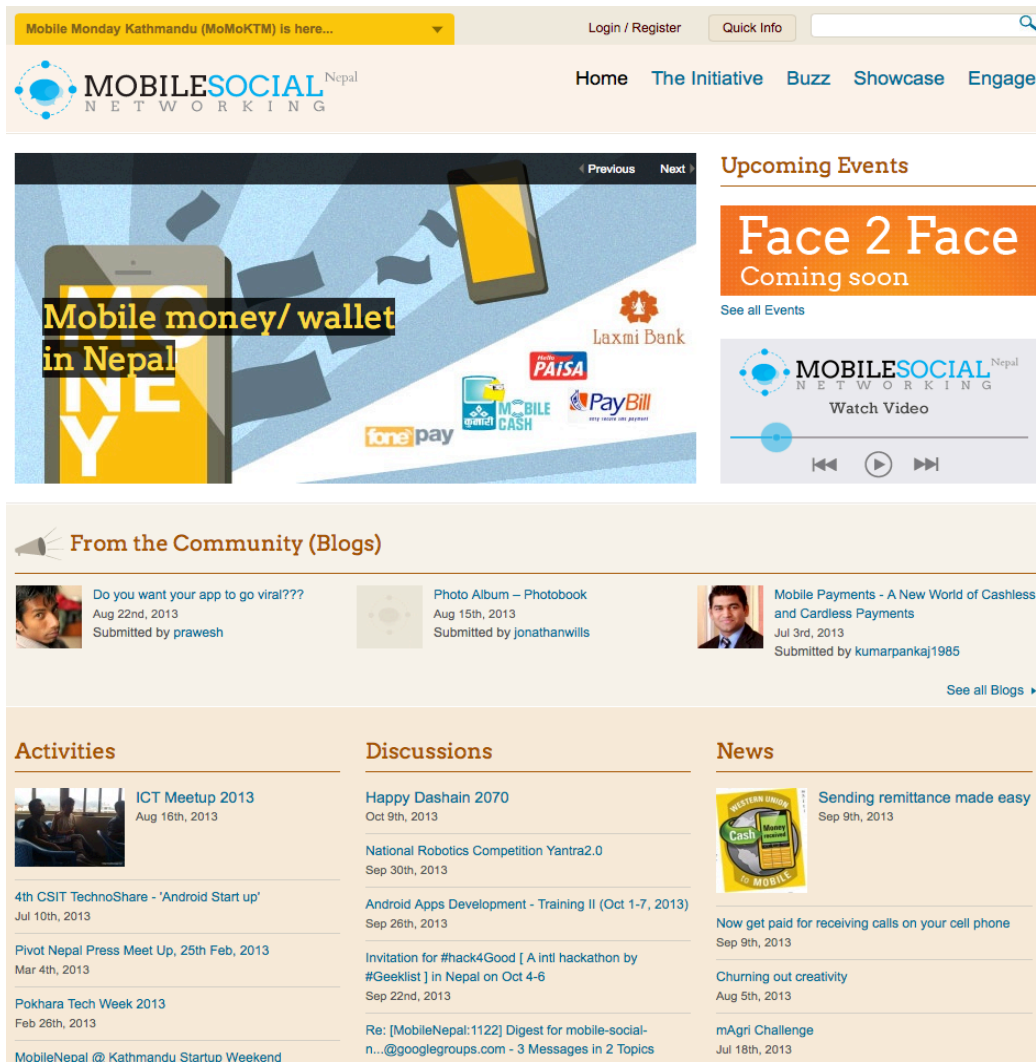 Mobile Monday Kathmandu (MoMoKTM) is here...
Login / Register
Quick Info
MOBILESOCIAL Nepal
NETWORKING
Home The Initiative Buzz Showcase Engage
Previous Next
MO
NE
Y
Mobile money/ wallet
in Nepal
Laxmi Bank
Hello
PAISA
कुमारी
MOBILE
CASH
PayBill
fonepay
Upcoming Events
Face 2 Face
Coming soon
See all Events
MOBILESOCIAL Nepal
NETWORKING
Watch Video
From the Community (Blogs)
Do you want your app to go viral???
Aug 22nd, 2013
Submitted by prawesh
Photo Album – Photobook
Aug 15th, 2013
Submitted by jonathanwills
Mobile Payments - A New World of Cashless
and Cardless Payments
Jul 3rd, 2013
Submitted by kumarpankaj1985
See all Blogs
Activities
ICT Meetup 2013
Aug 16th, 2013
4th CSIT TechnoShare - 'Android Start up'
Jul 10th, 2013
Pivot Nepal Press Meet Up, 25th Feb, 2013
Mar 4th, 2013
Pokhara Tech Week 2013
Feb 26th, 2013
MobileNepal @ Kathmandu Startup Weekend
Discussions
Happy Dashain 2070
Oct 9th, 2013
National Robotics Competition Yantra2.0
Sep 30th, 2013
Android Apps Development - Training II (Oct 1-7, 2013)
Sep 26th, 2013
Invitation for #hack4Good [ A intl hackathon by
#Geeklist ] in Nepal on Oct 4-6
Sep 22nd, 2013
Re: [MobileNepal:1122] Digest for mobile-social-
n...@googlegroups.com - 3 Messages in 2 Topics
News
WESTERN UNION
Cash
Money
received
to MOBILE
Sending remittance made easy
Sep 9th, 2013
Now get paid for receiving calls on your cell phone
Sep 9th, 2013
Churning out creativity
Aug 5th, 2013
mAgri Challenge
Jul 18th, 2013